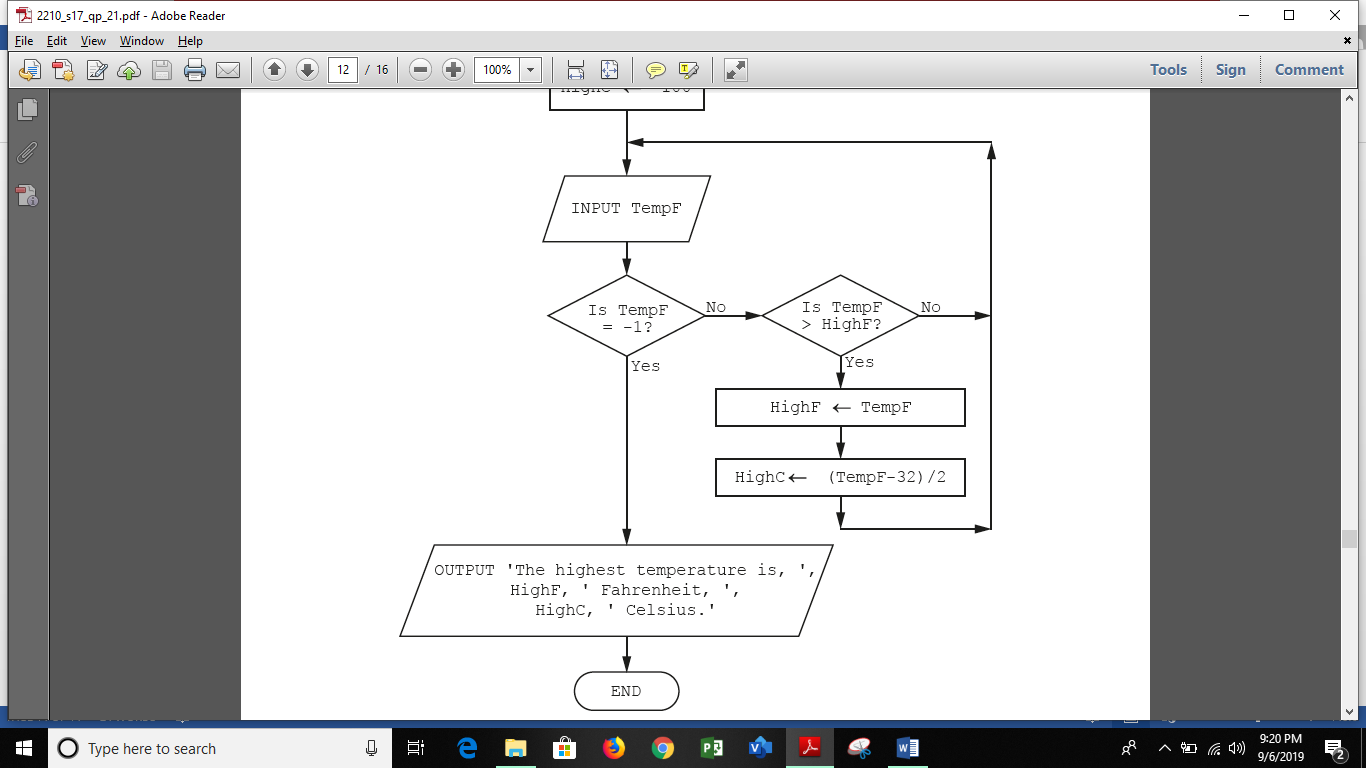 2210_s17_qp_21.pdf - Adobe Reader
File Edit View Window Help
12 / 16
100%
Tools Sign Comment
INPUT TempF
Is TempF
= -1?
No
Is TempF
> HighF?
No
Yes
Yes
HighF ← TempF
HighC← (TempF-32)/2
OUTPUT 'The highest temperature is, ',
HighF, ' Fahrenheit, ',
HighC, ' Celsius.'
END
Type here to search
9:20 PM
9/6/2019
2